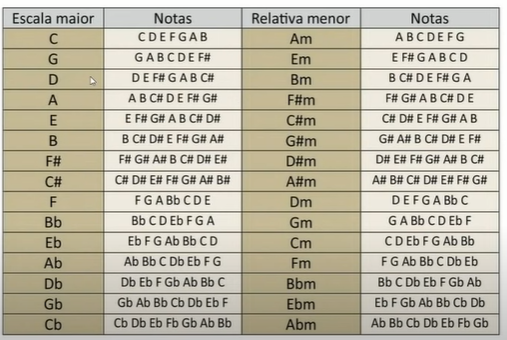 Escala maior Notas Relativa menor Notas
C C D E F G A B Am A B C D E F G
G G A B C D E F# Em E F# G A B C D
D D E F# G A B C# Bm B C# D E F# G A
A A B C# D E F# G# F#m F# G# A B C# D E
E E F# G# A B C# D# C#m C# D# E F# G# A B
B B C# D# E F# G# A# G#m G# A# B C# D# E F#
F# F# G# A# B C# D# E# D#m D# E# F# G# A# B C#
C# C# D# E# F# G# A# B# A#m A# B# C# D# E# F# G#
F F G A Bb C D E Dm D E F G A Bb C
Bb Bb C D Eb F G A Gm G A Bb C D Eb F
Eb Eb F G Ab Bb C D Cm C D Eb F G Ab Bb
Ab Ab Bb C Db Eb F G Fm F G Ab Bb C Db Eb
Db Db Eb F Gb Ab Bb C Bbm Bb C Db Eb F Gb Ab
Gb Gb Ab Bb Cb Db Eb F Ebm Eb F Gb Ab Bb Cb Db
Cb Cb Db Eb Fb Gb Ab Bb Abm Ab Bb Cb Db Eb Fb Gb